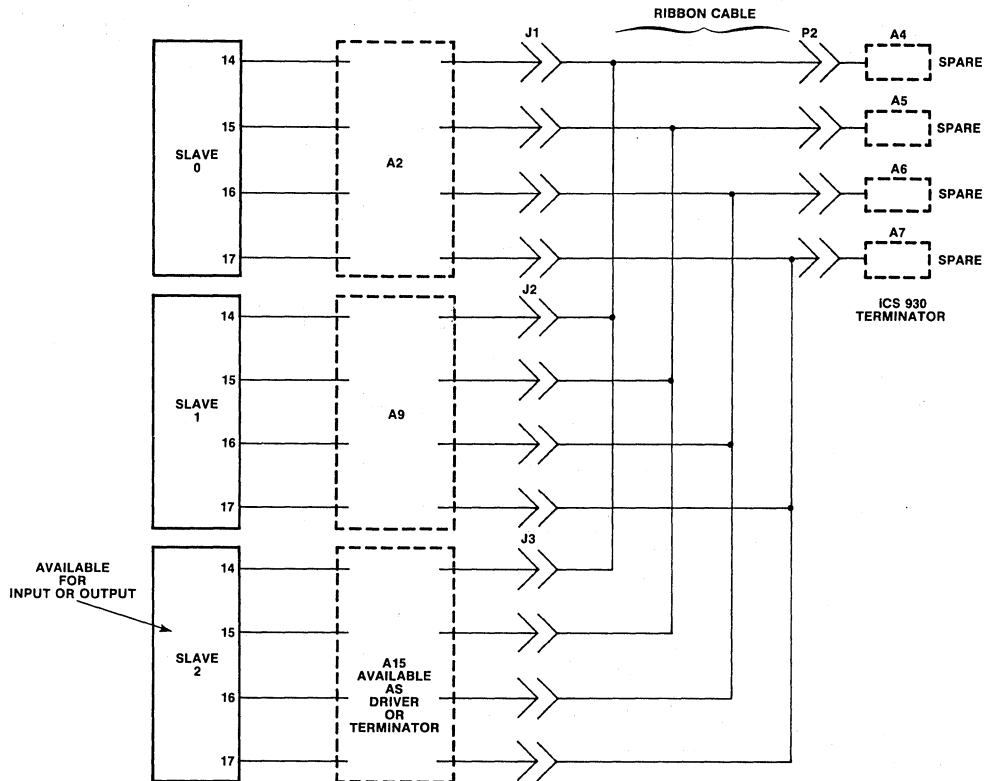 RIBBON CABLE
J1
P2
A4
14
SPARE
A5
15
SPARE
SLAVE
0
A2
A6
16
SPARE
A7
17
SPARE
J2
iCS 930
TERMINATOR
14
15
SLAVE
1
A9
16
17
J3
AVAILABLE
FOR
INPUT OR OUTPUT
14
15
SLAVE
2
A15
AVAILABLE
AS
DRIVER
OR
TERMINATOR
16
17